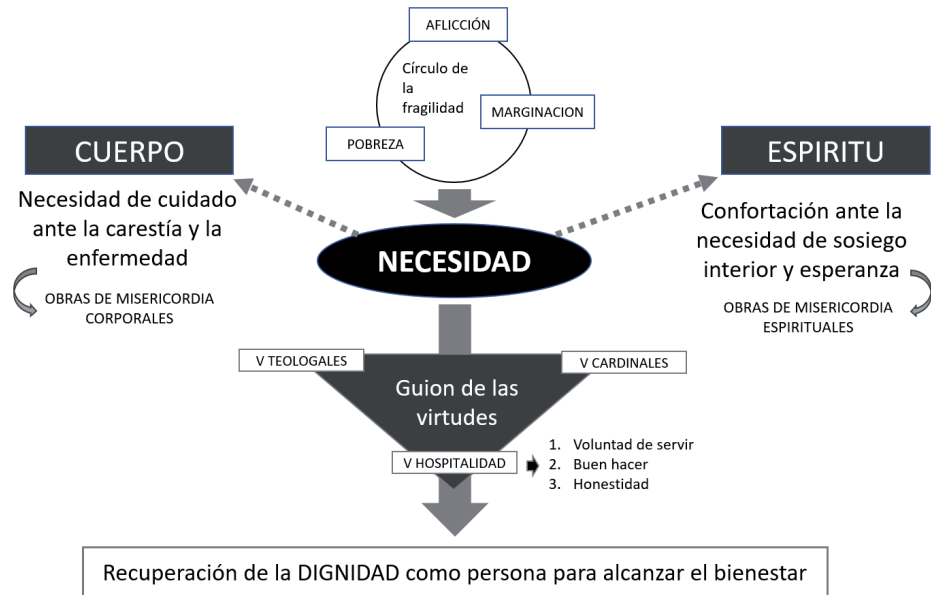 AFLICCIÓN
Círculo de
la
fragilidad
MARGINACION
POBREZA
CUERPO
Necesidad de cuidado
ante la carestía y la
enfermedad
OBRAS DE MISERICORDIA
CORPORALES
ESPIRITU
Confortación ante la
necesidad de sosiego
interior y esperanza
OBRAS DE MISERICORDIA
ESPIRITUALES
NECESIDAD
V TEOLOGALES
V CARDINALES
Guion de las
virtudes
V HOSPITALIDAD
1. Voluntad de servir
2. Buen hacer
3. Honestidad
Recuperación de la DIGNIDAD como persona para alcanzar el bienestar